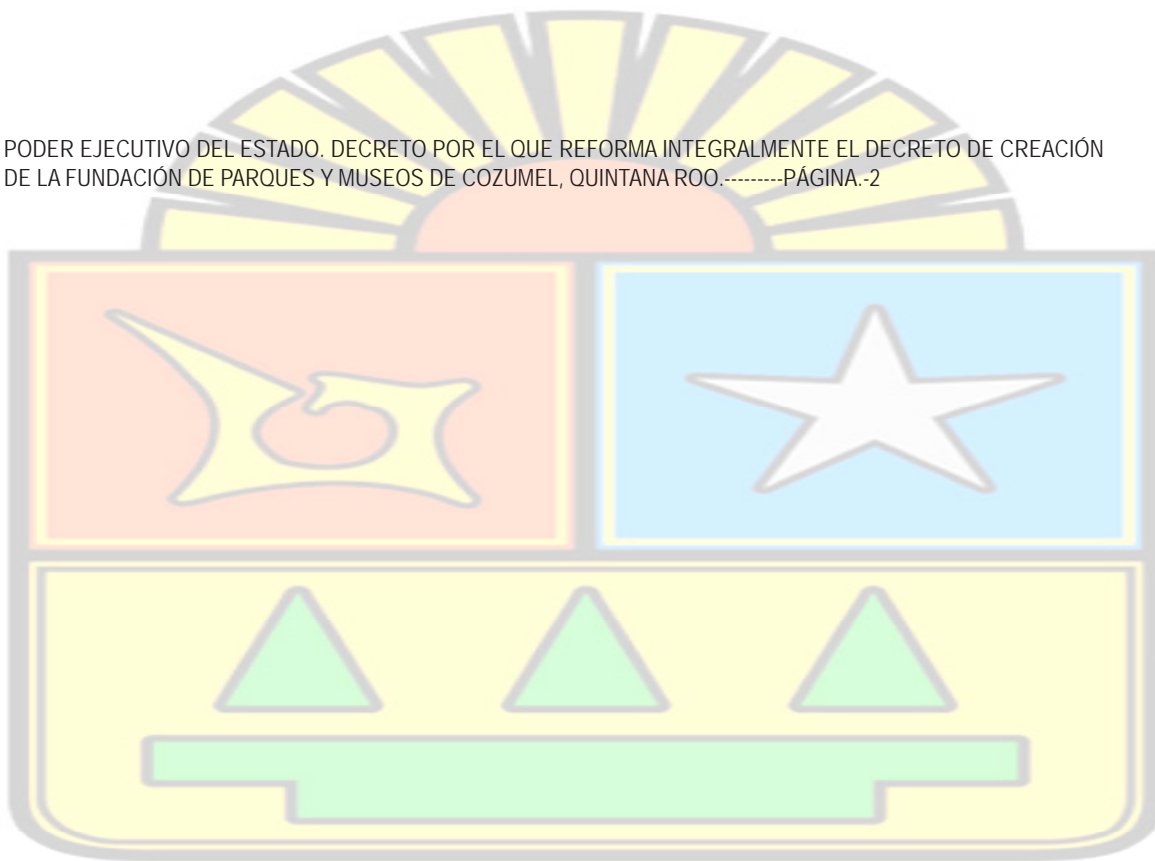 PODER EJECUTIVO DEL ESTADO. DECRETO POR EL QUE REFORMA INTEGRALMENTE EL DECRETO DE CREACIÓN
DE LA FUNDACIÓN DE PARQUES Y MUSEOS DE COZUMEL, QUINTANA ROO.---------PÁGINA.-2